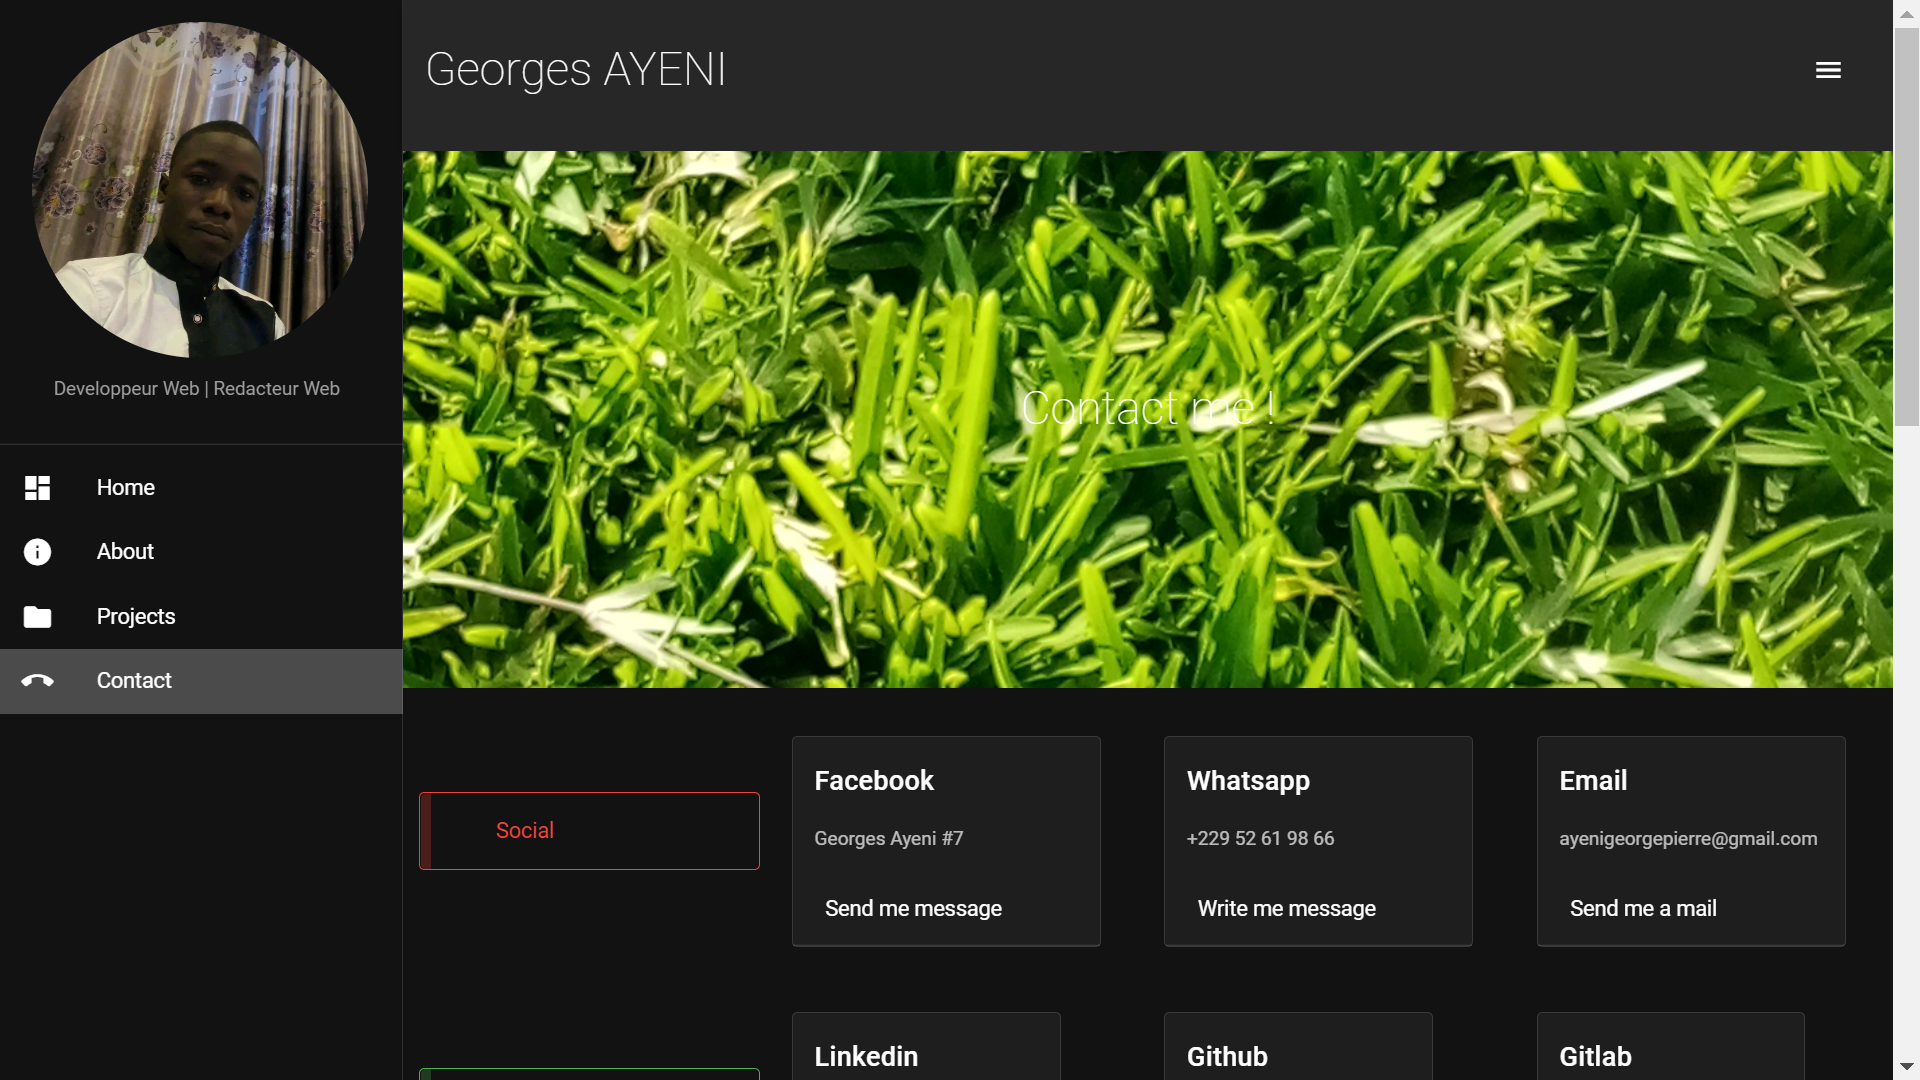 Georges AYENI
Developpeur Web | Redacteur Web
Home
About
Projects
Contact
Contact me !
Social
Facebook
Georges Ayeni #7
Send me message
Whatsapp
+229 52 61 98 66
Write me message
Email
ayenigeorgepierre@gmail.com
Send me a mail
Linkedin
Github
Gitlab